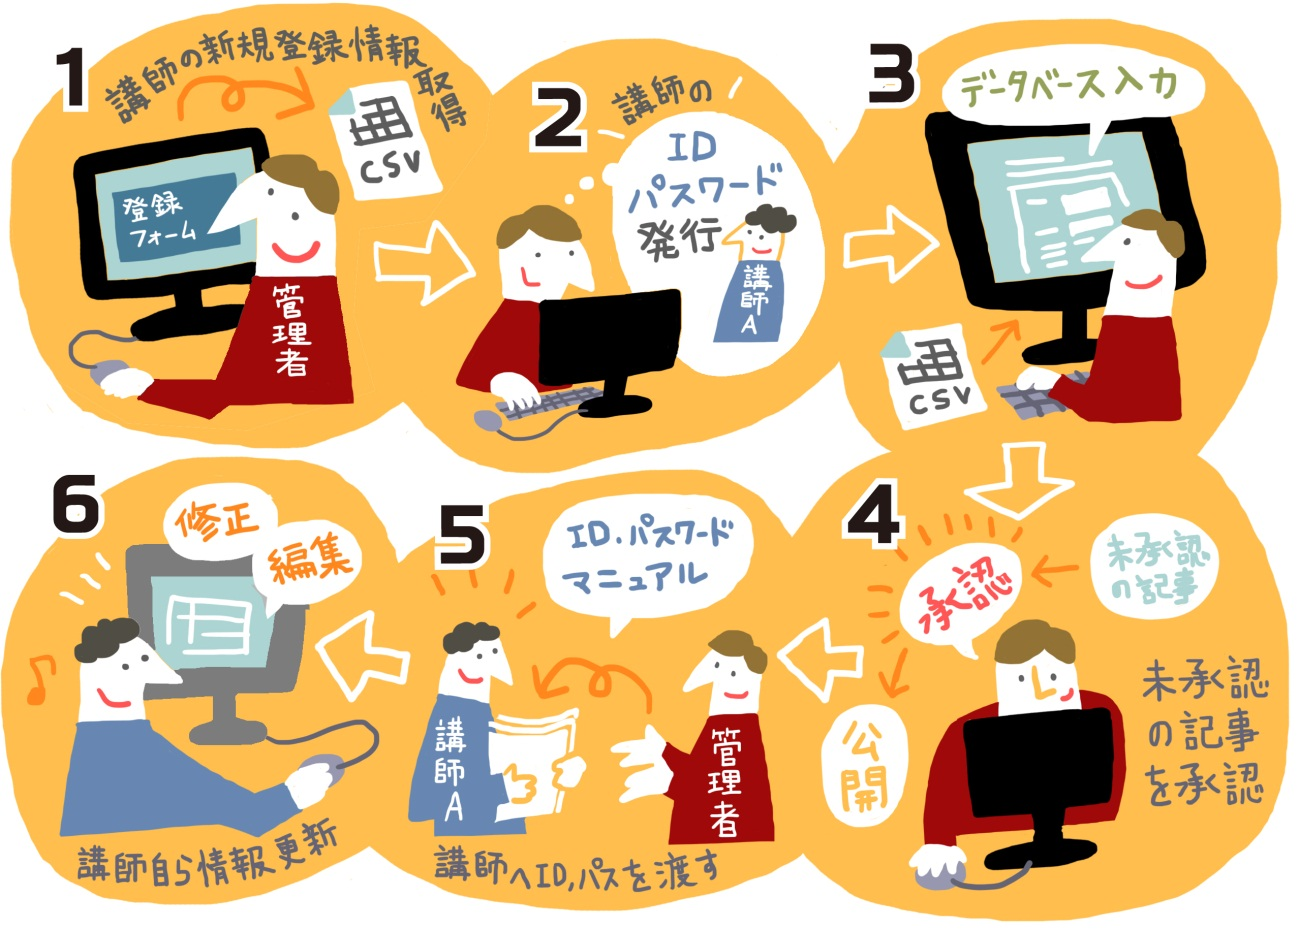 1
講師の新規登録情報
取得
CSV
登録
フォーム
管理者
2
講師の
ID
パスワード
発行
講師A
3
データベース入力
CSV
4
承認
未承認
の記事
公開
未承認
の記事
を承認
5
ID.パスワード
マニュアル
講師A
管理者
講師へID,パスを渡す
6
修正
編集
講師自ら情報更新